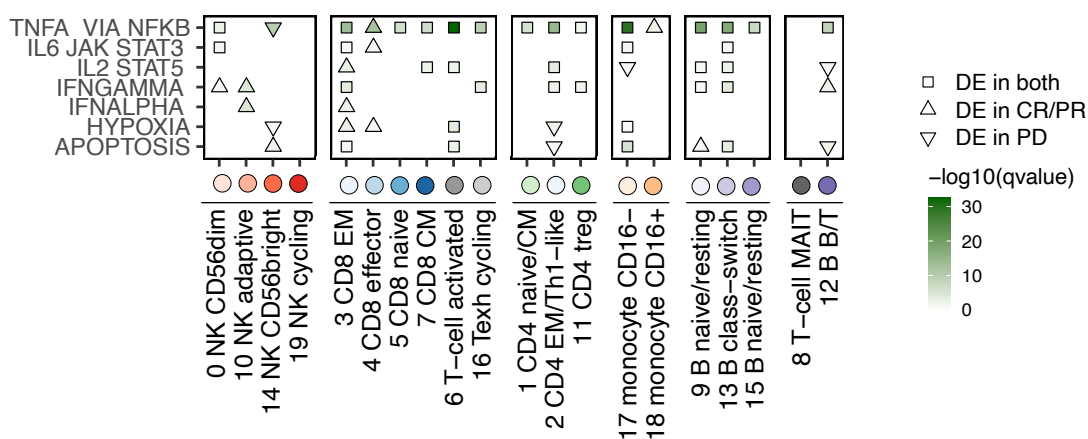 TNFA VIA NFKB
IL6 JAK STAT3
IL2 STAT5
IFNGAMMA
IFNALPHA
HYPOXIA
APOPTOSIS
DE in both
DE in CR/PR
DE in PD
−log10(qvalue)
30
20
10
0
0 NK CD56dim
10 NK adaptive
14 NK CD56bright
19 NK cycling
3 CD8 EM
4 CD8 effector
5 CD8 naive
7 CD8 CM
6 T−cell activated
16 Texh cycling
1 CD4 naive/CM
2 CD4 EM/Th1−like
11 CD4 treg
17 monocyte CD16−
18 monocyte CD16+
9 B naive/resting
13 B class−switch
15 B naive/resting
8 T−cell MAIT
12 B B/T